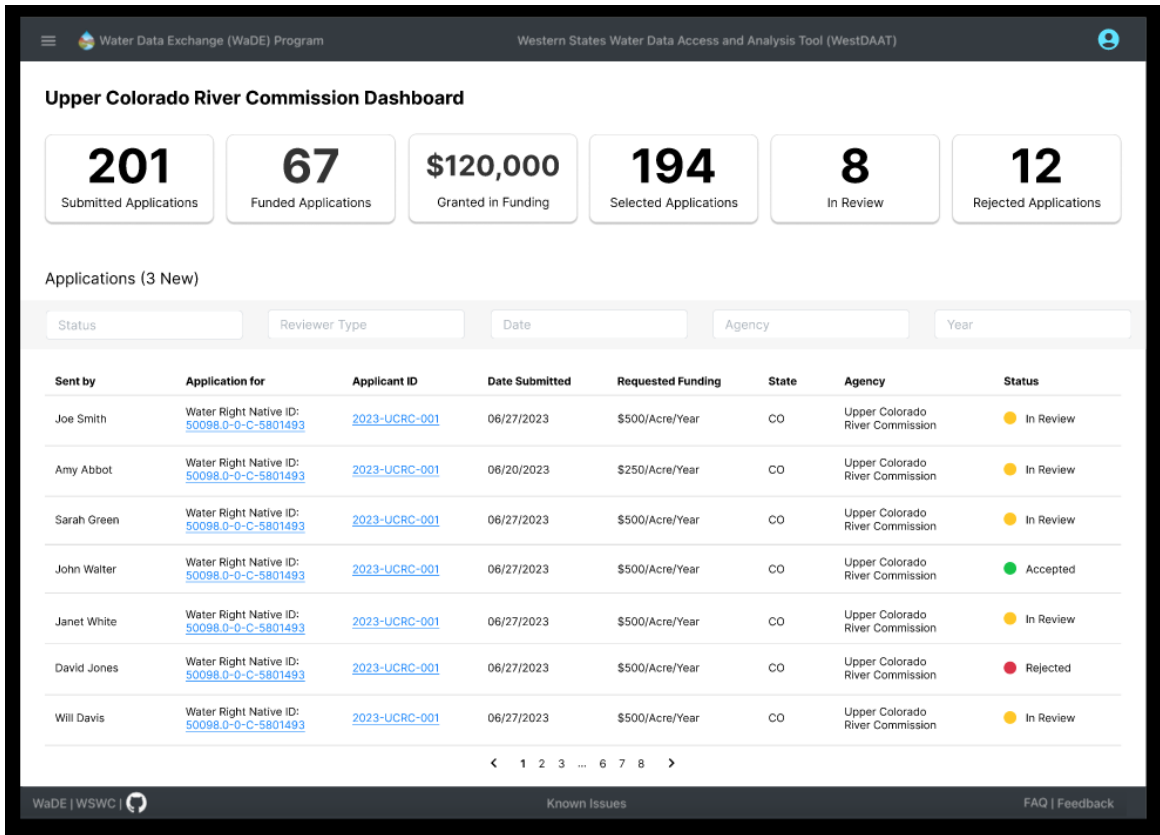 Water Data Exchange (WaDE) Program
Western States Water Data Access and Analysis Tool (WestDAAT)
Upper Colorado River Commission Dashboard
201
Submitted Applications
67
Funded Applications
$120,000
Granted in Funding
194
Selected Applications
8
In Review
12
Rejected Applications
Applications (3 New)
Status
Reviewer Type
Date
Agency
Year
Sent by Application for Applicant ID Date Submitted Requested Funding State Agency Status
Joe Smith
Water Right Native ID:
50098.0-0-C-5801493
2023-UCRC-001
06/27/2023
$500/Acre/Year
CO
Upper Colorado
River Commission
In Review
Amy Abbot
Water Right Native ID:
50098.0-0-C-5801493
2023-UCRC-001
06/20/2023
$250/Acre/Year
CO
Upper Colorado
River Commission
In Review
Sarah Green
Water Right Native ID:
50098.0-0-C-5801493
2023-UCRC-001
06/27/2023
$500/Acre/Year
CO
Upper Colorado
River Commission
In Review
John Walter
Water Right Native ID:
50098.0-0-C-5801493
2023-UCRC-001
06/27/2023
$500/Acre/Year
CO
Upper Colorado
River Commission
Accepted
Janet White
Water Right Native ID:
50098.0-0-C-5801493
2023-UCRC-001
06/27/2023
$500/Acre/Year
CO
Upper Colorado
River Commission
In Review
David Jones
Water Right Native ID:
50098.0-0-C-5801493
2023-UCRC-001
06/27/2023
$500/Acre/Year
CO
Upper Colorado
River Commission
Rejected
Will Davis
Water Right Native ID:
50098.0-0-C-5801493
2023-UCRC-001
06/27/2023
$500/Acre/Year
CO
Upper Colorado
River Commission
In Review
1 2 3 ... 6 7 8
WaDE | WSWC |
Known Issues
FAQ | Feedback